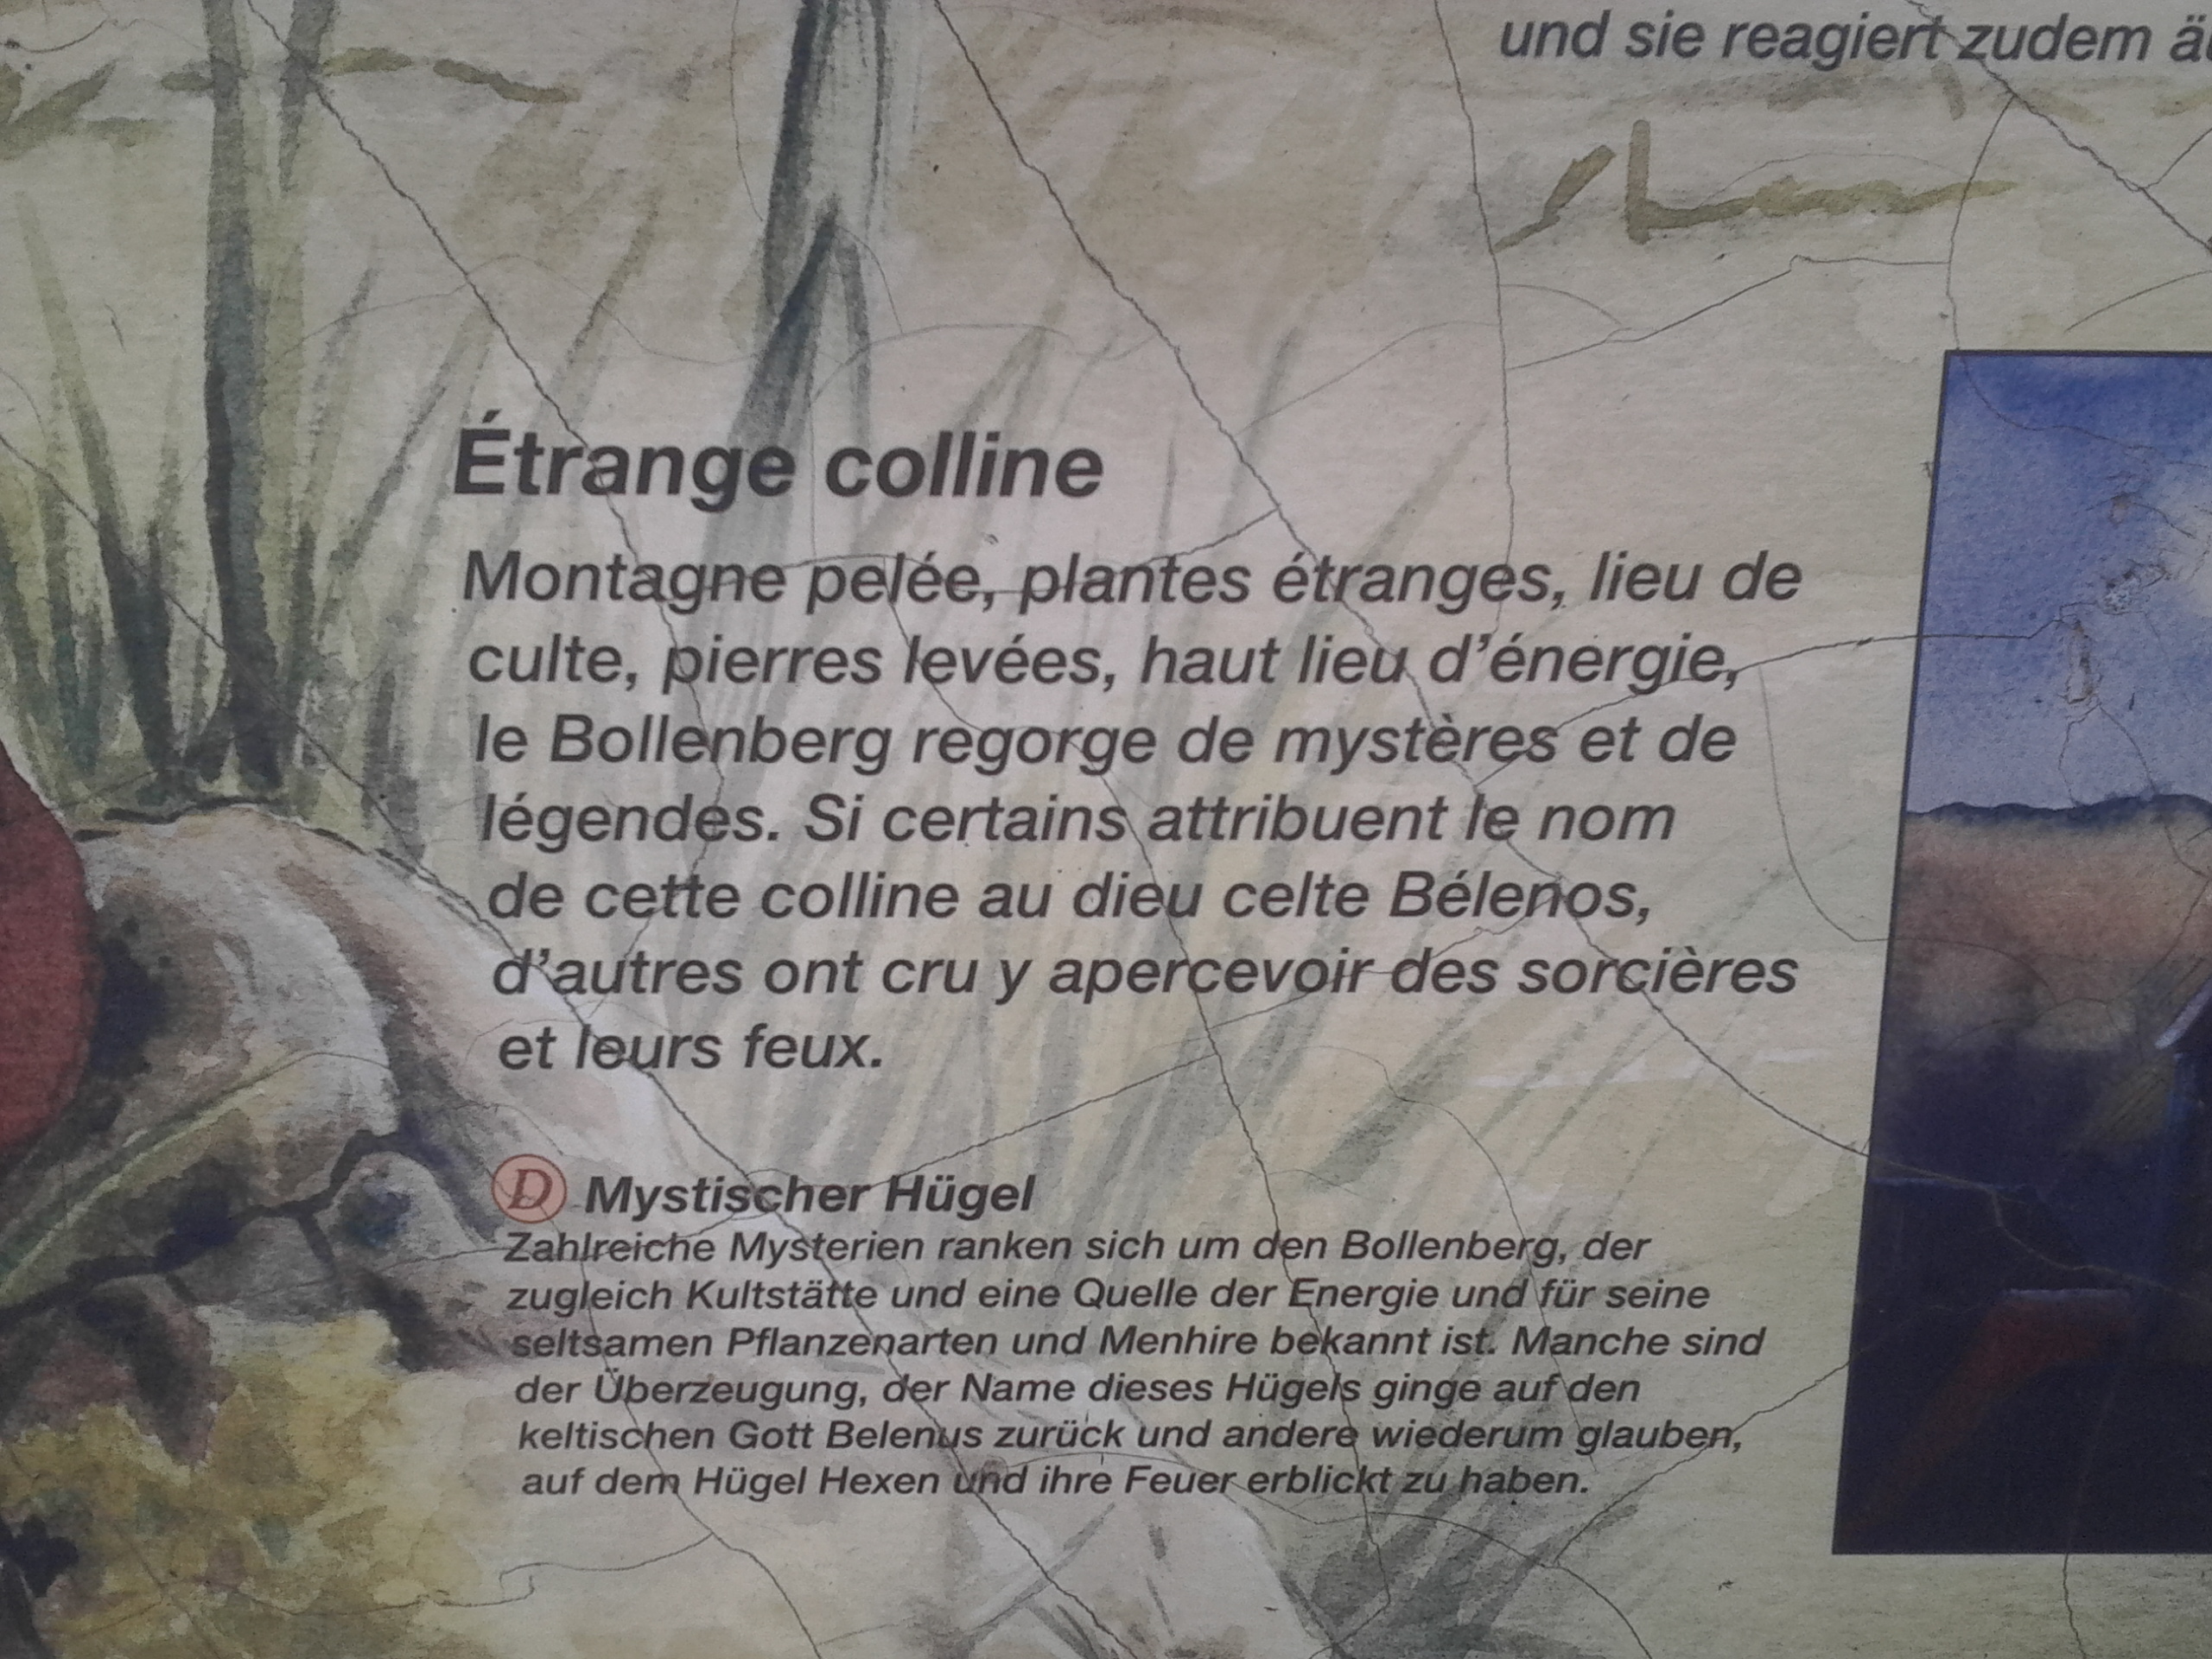 und sie reagiert zudem
Étrange colline
Montagne pelée, plantes étranges, lieu de
culte, pierres levées, haut lieu d'énergie,
le Bollenberg regorge de mystères et de
légendes. Si certains attribuent le nom
de cette colline au dieu celte Bélenos,
d'autres ont cru y apercevoir des sorcières
et leurs feux.
D Mystischer Hügel
Zahlreiche Mysterien ranken sich um den Bollenberg, der
zugleich Kultstätte und eine Quelle der Energie und für seine
seltsamen Pflanzenarten und Menhire bekannt ist. Manche sind
der Überzeugung, der Name dieses Hügels ginge auf den
keltischen Gott Belenus zurück und andere wiederum glauben,
auf dem Hügel Hexen und ihre Feuer erblickt zu haben.